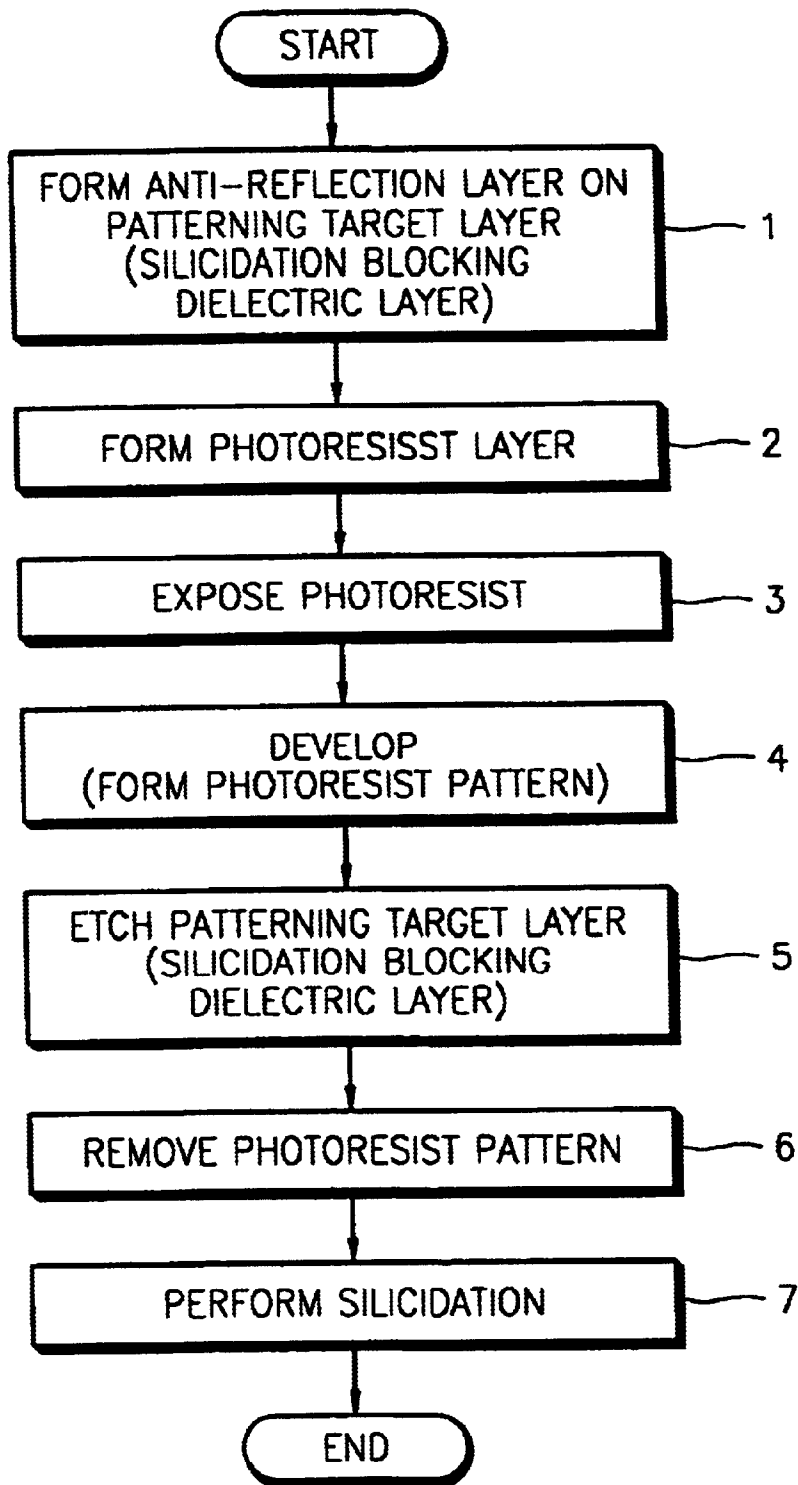 START
FORM ANTI-REFLECTION LAYER ON
PATTERNING TARGET LAYER
(SILICIDATION BLOCKING
DIELECTRIC LAYER)
1
FORM PHOTORESISST LAYER
2
EXPOSE PHOTORESIST
3
DEVELOP
(FORM PHOTORESIST PATTERN)
4
ETCH PATTERNING TARGET LAYER
(SILICIDATION BLOCKING
DIELECTRIC LAYER)
5
REMOVE PHOTORESIST PATTERN
6
PERFORM SILICIDATION
7
END